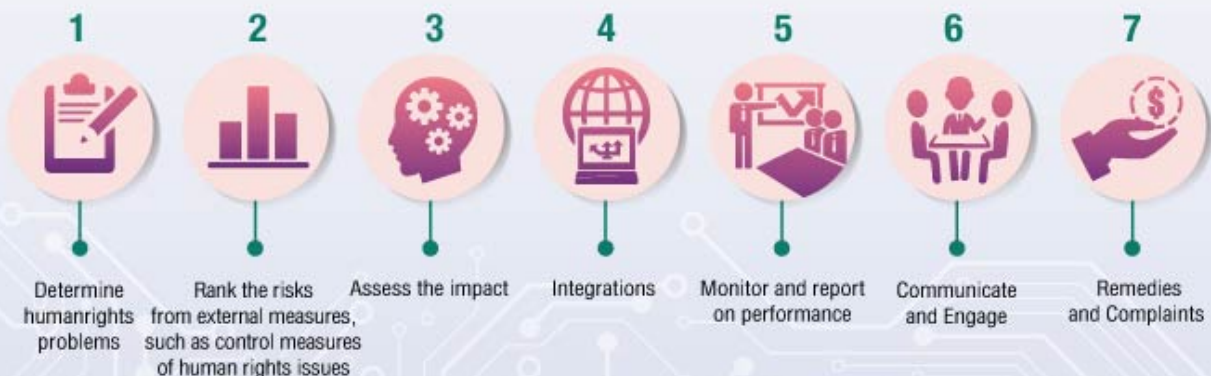 1
2
3
4
5
6
7
$
Determine
humanrights
problems
Rank the risks
from external measures,
such as control measures
of human rights issues
Assess the impact
Integrations
Monitor and report
on performance
Communicate
and Engage
Remedies
and Complaints